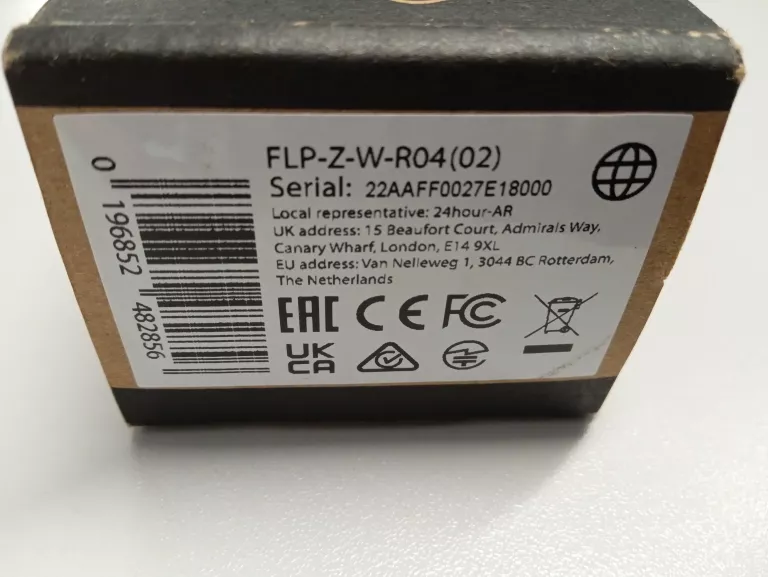 FLP-Z-W-R04(02)
Serial: 22AAFF0027E18000
Local representative: 24hour-AR
UK address: 15 Beaufort Court, Admirals Way,
Canary Wharf, London, E14 9XL
EU address: Van Nelleweg 1, 3044 BC Rotterdam,
The Netherlands
EAC CE FC
UK
CA
0 196852 482856